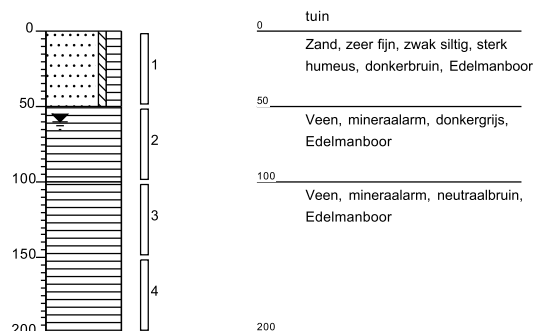 tuin
0
0
Zand, zeer fijn, zwak siltig, sterk
humeus, donkerbruin, Edelmanboor
1
50
50
Veen, mineraalarm, donkergrijs,
Edelmanboor
2
100
100
Veen, mineraalarm, neutraalbruin,
Edelmanboor
3
150
4
200
200